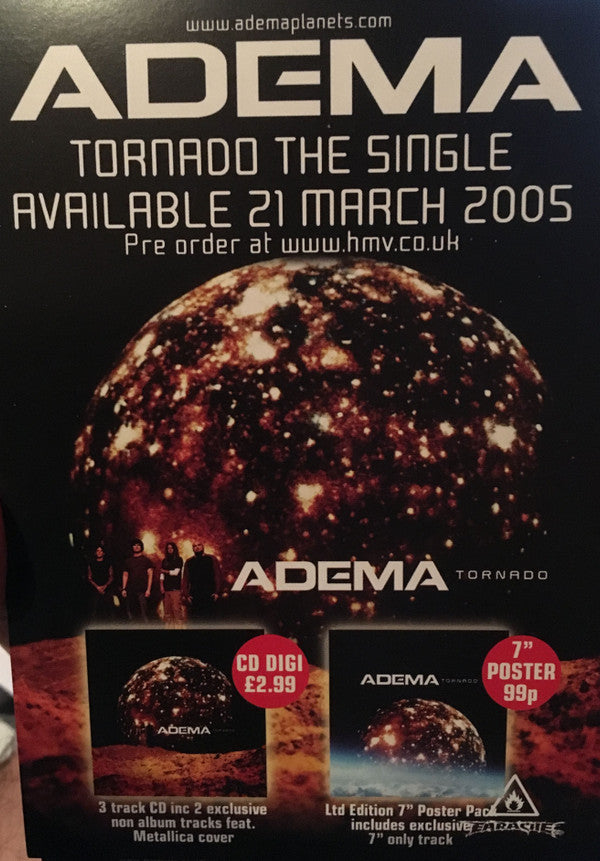 www.ademaplanets.com
ADEMA
TORNADO THE SINGLE
AVAILABLE 21 MARCH 2005
Pre order at www.hmv.co.uk
ADEMA TORNADO
CD DIGI
£2.99
ADEMA
3 track CD inc 2 exclusive
non album tracks feat.
Metallica cover
7"
POSTER
99p
ADEMA TORNADO
Ltd Edition 7" Poster Pack
includes exclusive
7" only track
EARACHE